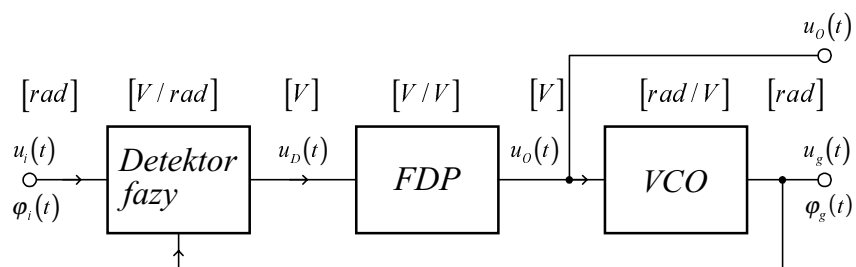 u_O(t)
[rad] [V / rad] [V] [V / V] [V] [rad / V] [rad]
u_i(t) Detektor fazy u_D(t) FDP u_O(t) VCO u_g(t)
φ_i(t) φ_g(t)